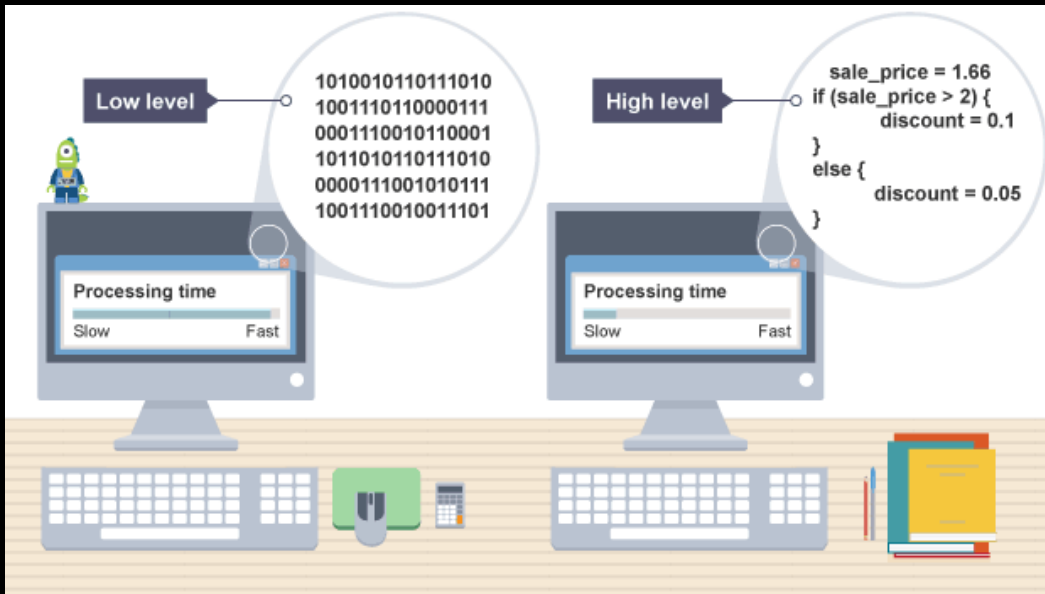 Low level
1010010110111010
1001110110000111
0001110010110001
1011010110111010
0000111001010111
1001110010011101
Processing time
Slow Fast
High level
sale_price = 1.66
if (sale_price > 2) {
discount = 0.1
}
else {
discount = 0.05
}
Processing time
Slow Fast